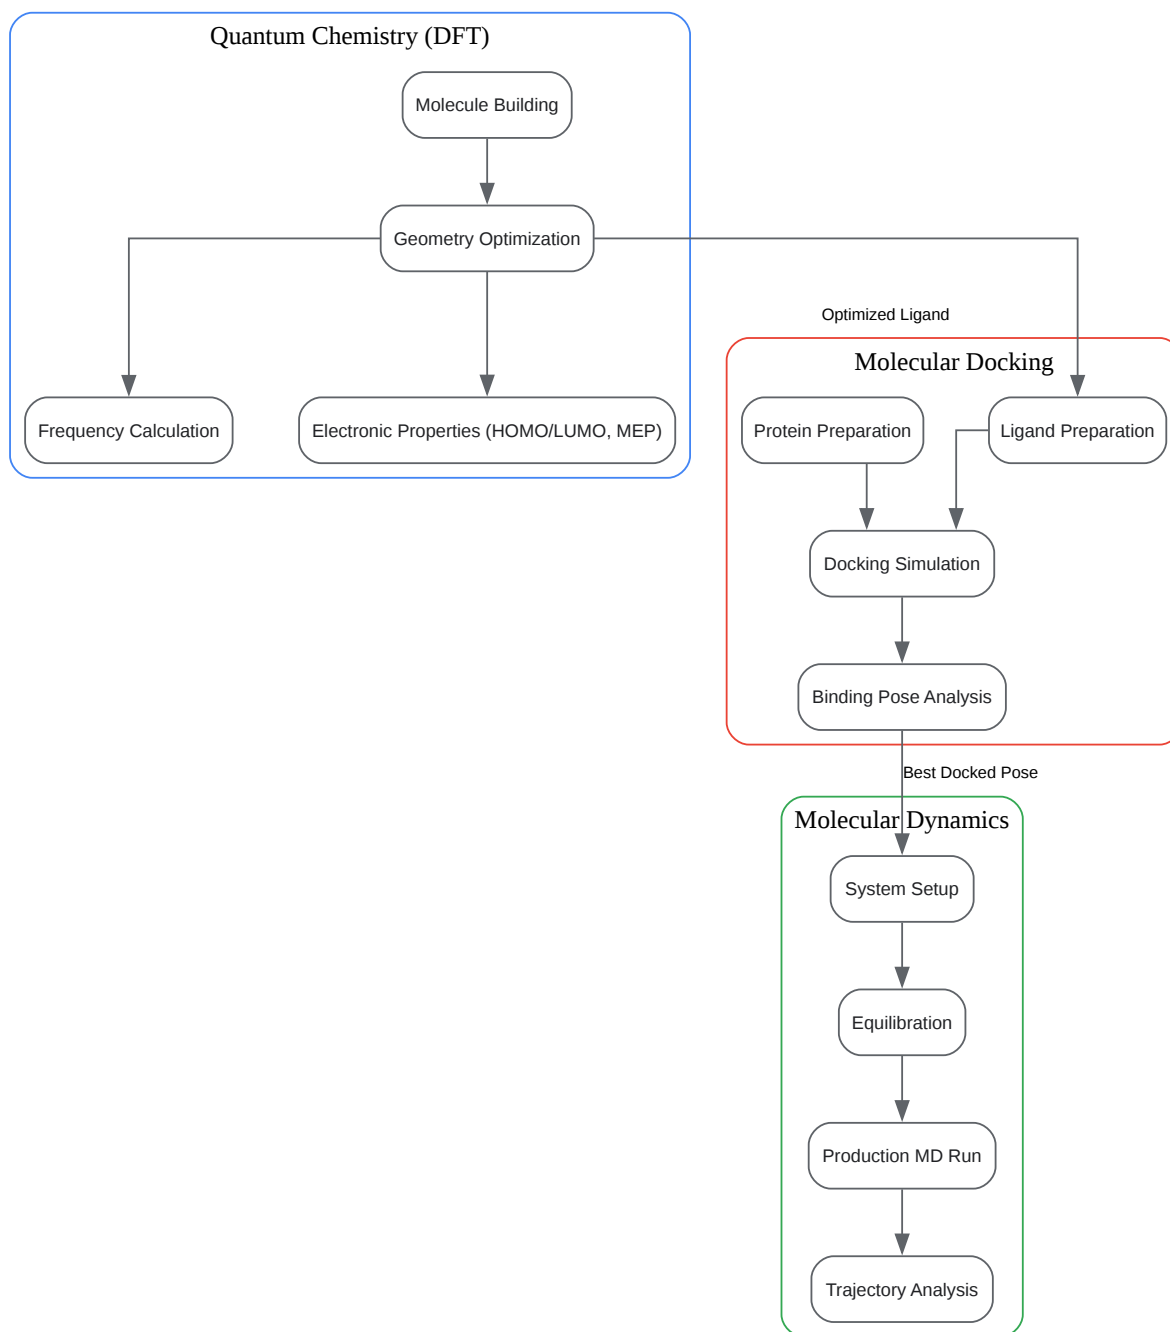 Quantum Chemistry (DFT)
Molecule Building
Geometry Optimization
Frequency Calculation
Electronic Properties (HOMO/LUMO, MEP)
Optimized Ligand
Molecular Docking
Protein Preparation
Ligand Preparation
Docking Simulation
Binding Pose Analysis
Best Docked Pose
Molecular Dynamics
System Setup
Equilibration
Production MD Run
Trajectory Analysis